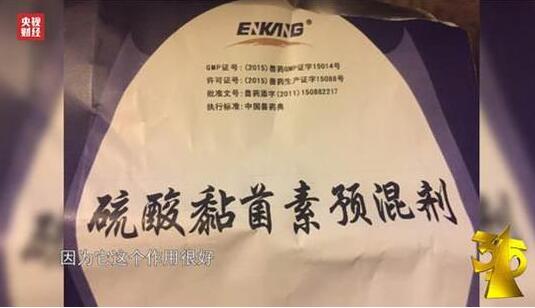 央视
财经
ENKANG
GMP证号:(2015)兽药GMP证字15014号
许可证号:(2015)兽药生产证字15088号
批准文号:兽药添字(2011)150882217
执行标准:中国兽药典
硫酸黏菌素预混剂
因为它这个作用很好
315